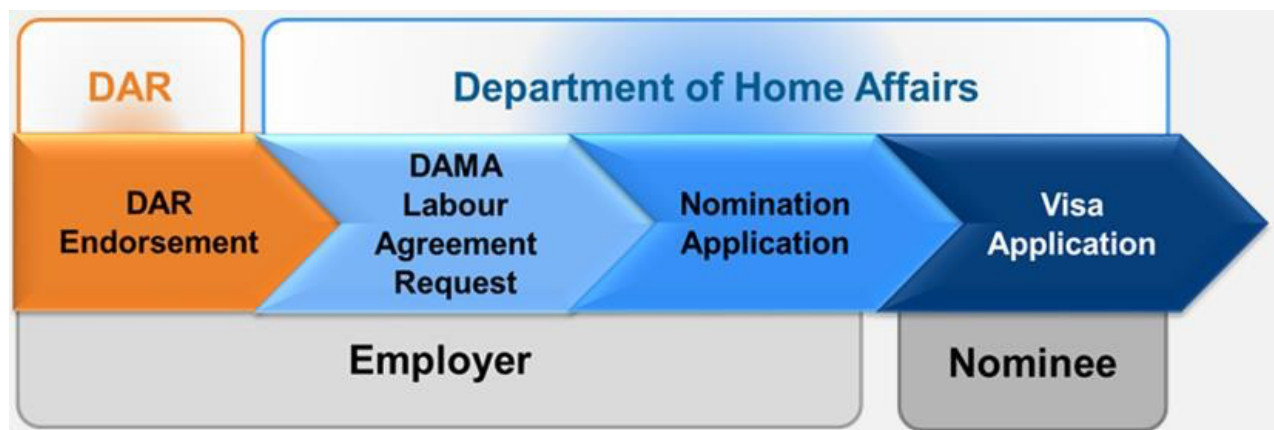 DAR
Department of Home Affairs
DAR
Endorsement
DAMA
Labour
Agreement
Request
Nomination
Application
Visa
Application
Employer
Nominee